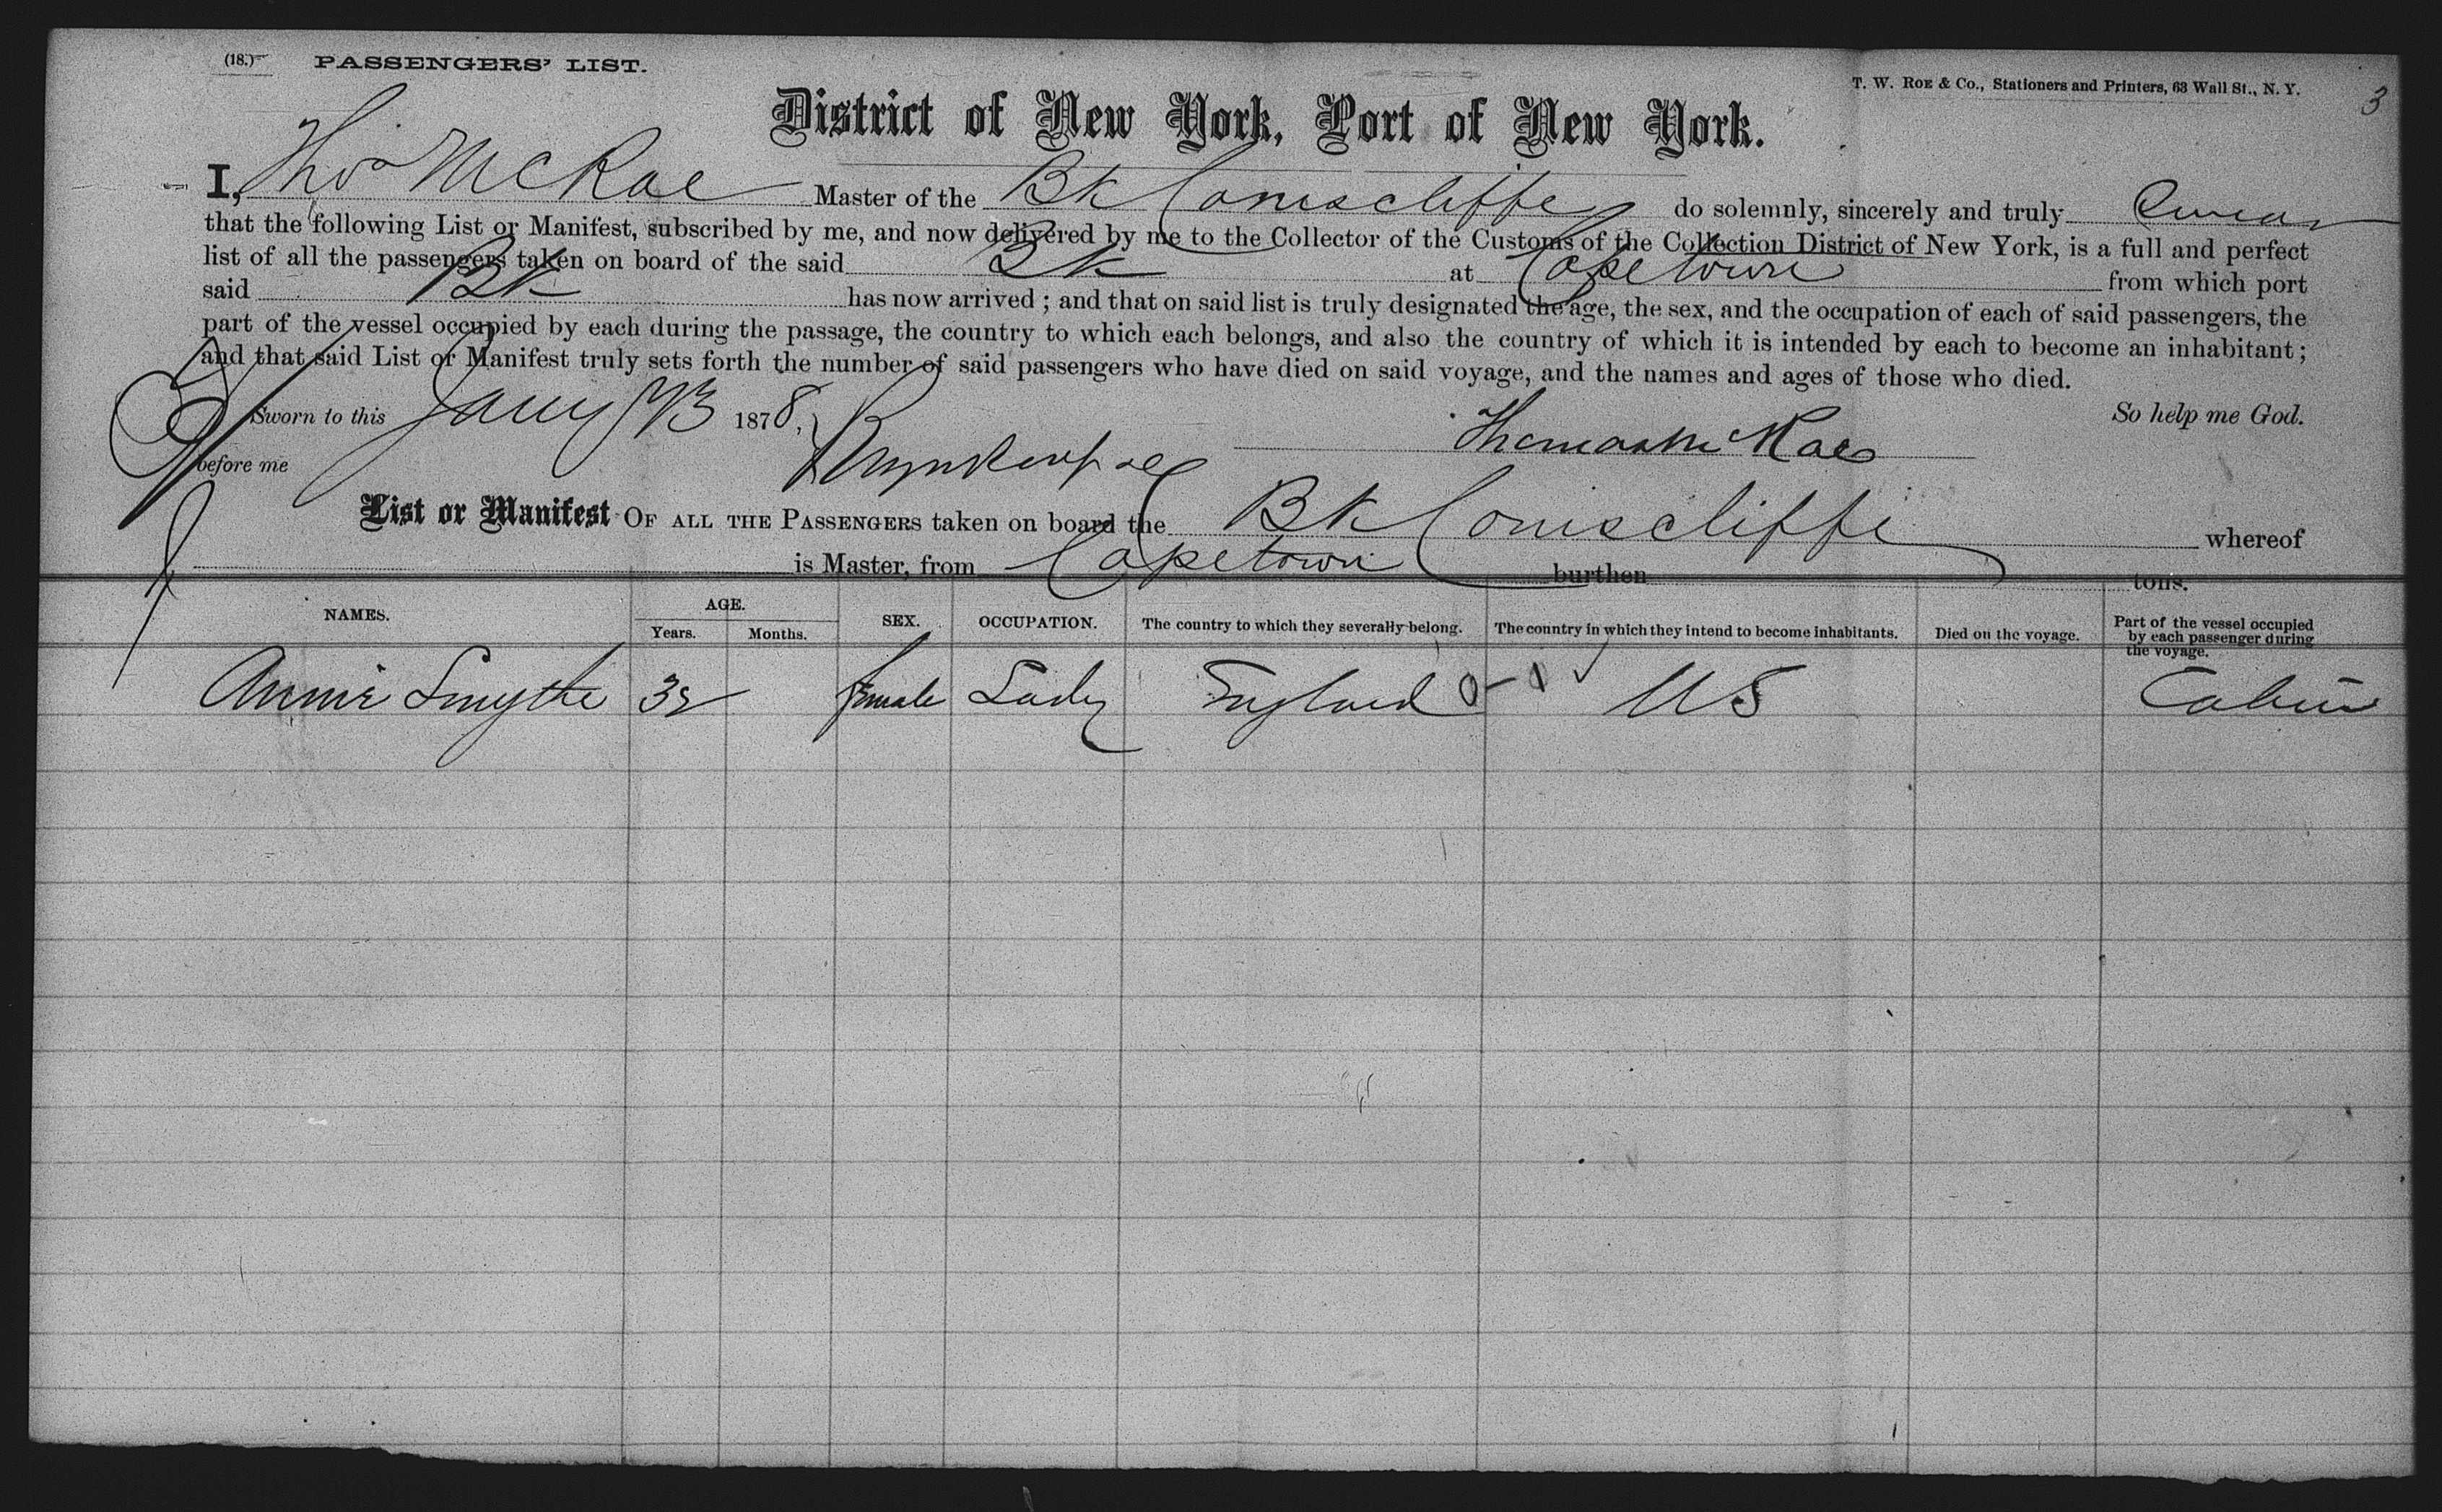 (18.) PASSENGERS' LIST.
T. W. ROE & Co., Stationers and Printers, 63 Wall St., N. Y.
3
District of New York, Port of New York.
I, Thos McRae Master of the Bk Coniscliffe do solemnly, sincerely and truly Swear
that the following List or Manifest, subscribed by me, and now delivered by me to the Collector of the Customs of the Collection District of New York, is a full and perfect
list of all the passengers taken on board of the said Bk at Capetown from which port
said Bk has now arrived ; and that on said list is truly designated the age, the sex, and the occupation of each of said passengers, the
part of the vessel occupied by each during the passage, the country to which each belongs, and also the country of which it is intended by each to become an inhabitant ;
and that said List or Manifest truly sets forth the number of said passengers who have died on said voyage, and the names and ages of those who died.
So help me God.
Sworn to this Jany 1878,
Thomas McRae
before me
List or Manifest OF ALL THE PASSENGERS taken on board the Bk Coniscliffe whereof
is Master, from Capetown burthen tons.
NAMES. AGE. Years. Months. SEX. OCCUPATION. The country to which they severally belong. The country in which they intend to become inhabitants. Died on the voyage. Part of the vessel occupied by each passenger during the voyage.
Annie Smythe 32 female Lady England US Cabin